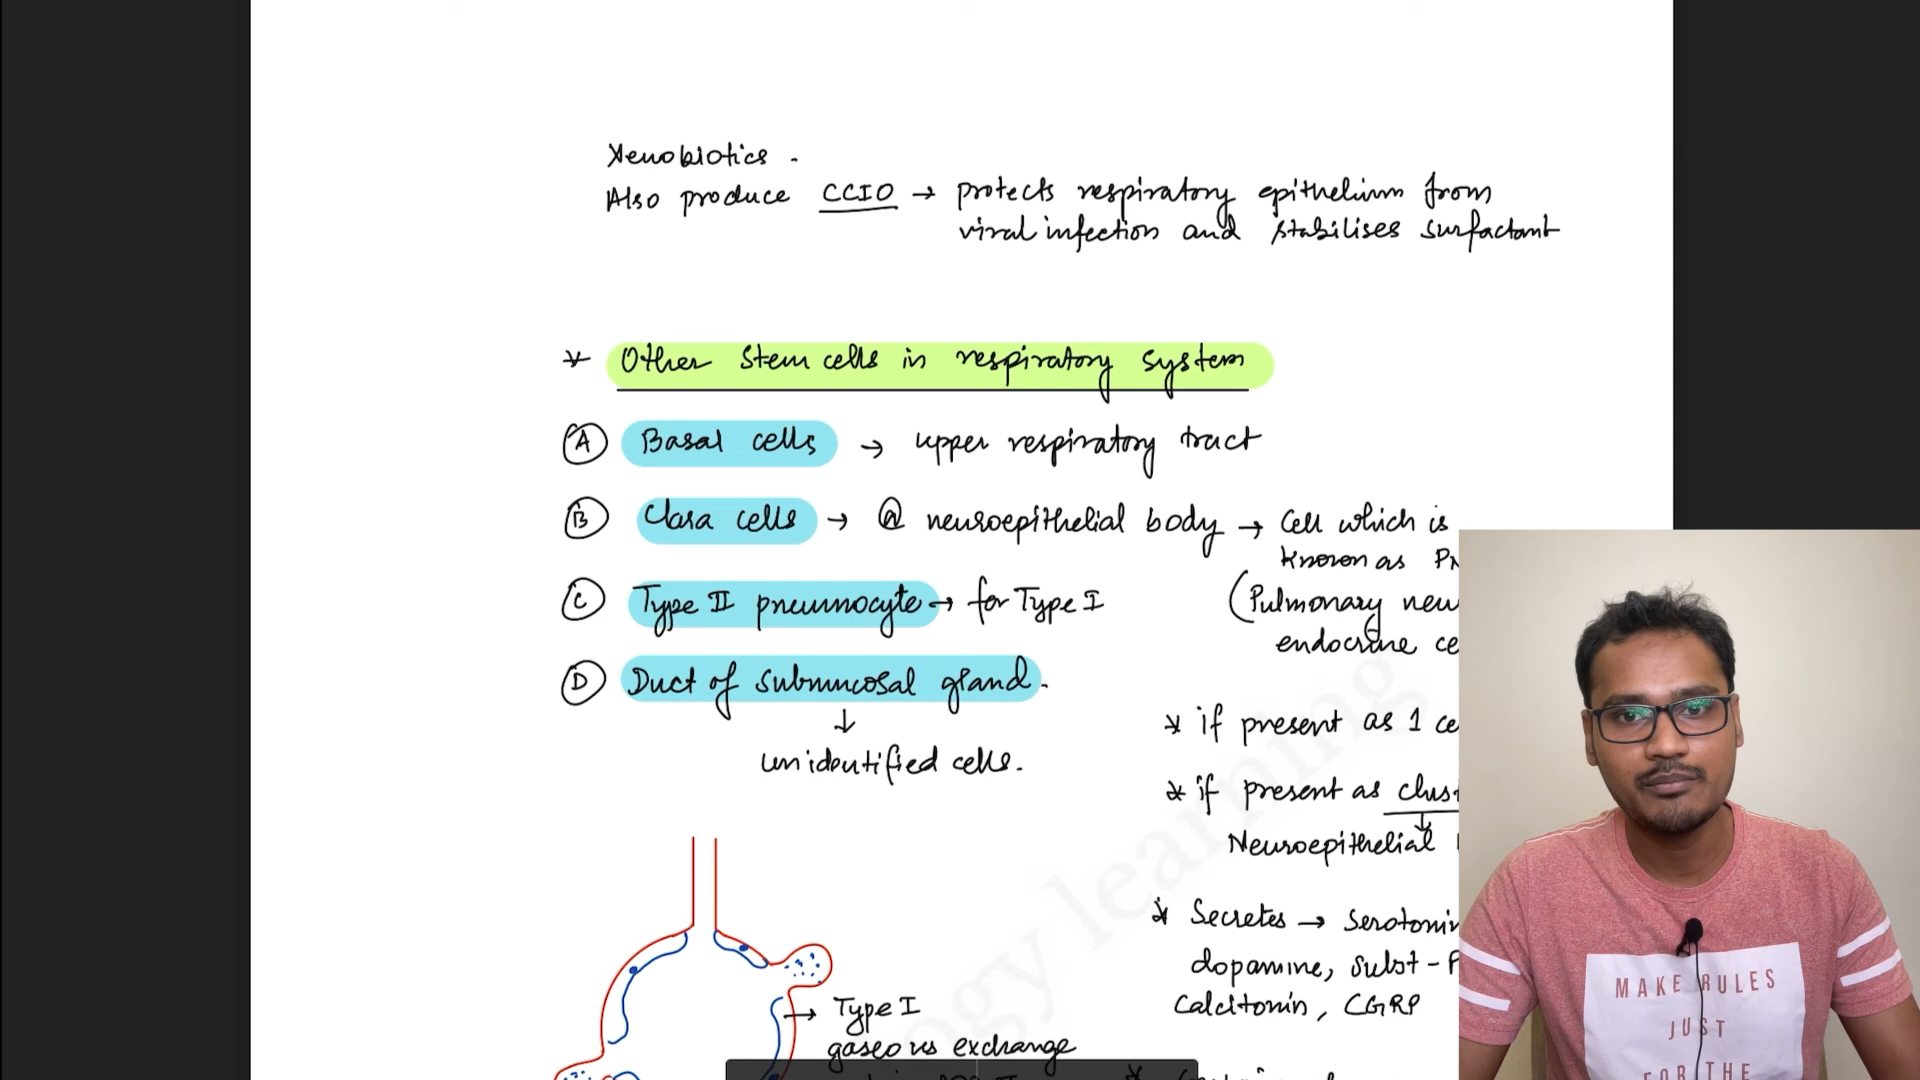 Xenobiotics.
Also produce CC10 → protects respiratory epithelium from
viral infection and stabilises surfactant
* Other stem cells in respiratory system
(A) Basal cells → upper respiratory tract
(B) Clara cells → @ neuroepithelial body → Cell which is
known as
(C) Type II pneumocyte → for Type I
(Pulmonary
endocrine
(D) Duct of submucosal gland.
↓
unidentified cells.
* if present as 1
* if present as
Neuroepithelial
* Secretes → Serotonin
dopamine, subst-P
Calcitonin, CGRP
→ Type I
gaseous exchange
learning
MAKE RULES
JUST
FOR THE